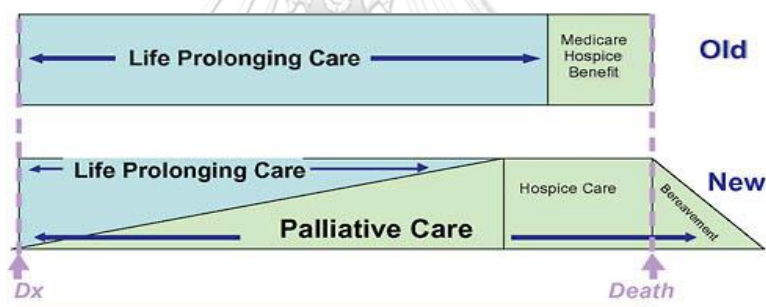 Life Prolonging Care
Medicare
Hospice
Benefit
Old
Life Prolonging Care
Palliative Care
Hospice Care
Bereavement
New
Dx
Death